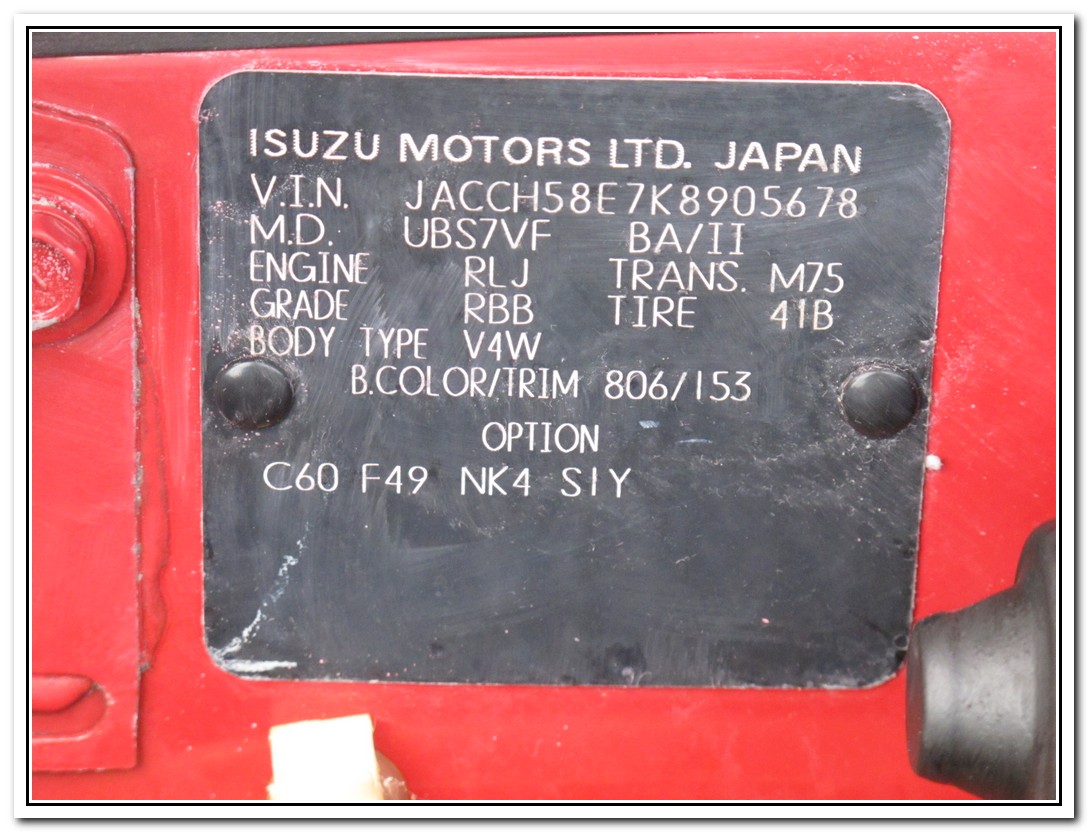 ISUZU MOTORS LTD. JAPAN
V.I.N. JACCH58E7K8905678
M.D. UBS7VF BA/II
ENGINE RLJ TRANS. M75
GRADE RBB TIRE 41B
BODY TYPE V4W
B.COLOR/TRIM 806/153
OPTION
C60 F49 NK4 S1Y